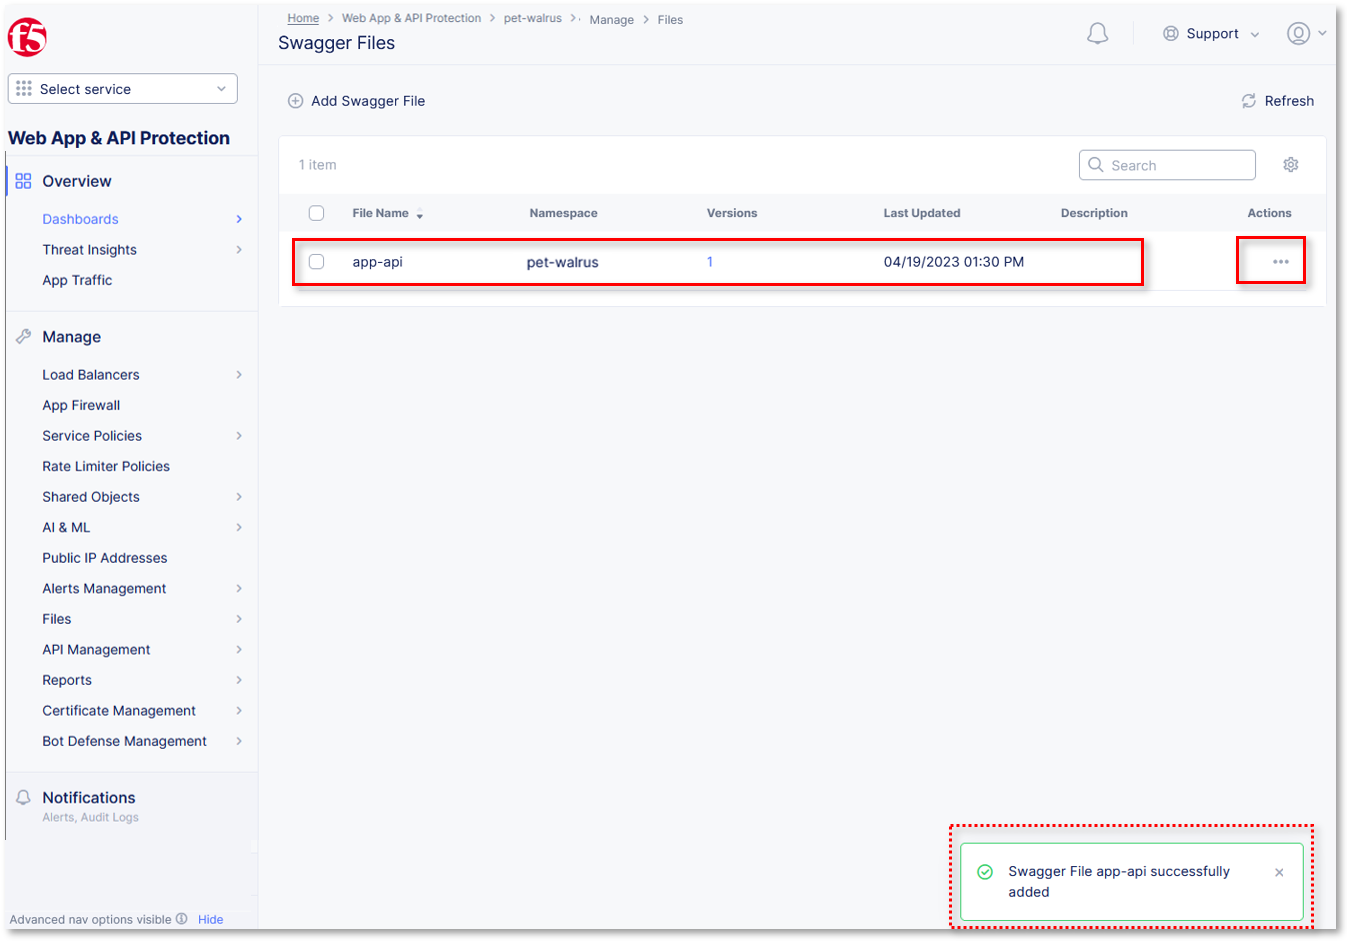 f5
Select service
Web App & API Protection
Overview
Dashboards
Threat Insights
App Traffic
Manage
Load Balancers
App Firewall
Service Policies
Rate Limiter Policies
Shared Objects
AI & ML
Public IP Addresses
Alerts Management
Files
API Management
Reports
Certificate Management
Bot Defense Management
Notifications
Alerts, Audit Logs
Advanced nav options visible Hide
Home > Web App & API Protection > pet-walrus > Manage > Files
Swagger Files
Support
Add Swagger File
Refresh
1 item
Search
File Name Namespace Versions Last Updated Description Actions
app-api pet-walrus 1 04/19/2023 01:30 PM
Swagger File app-api successfully
added